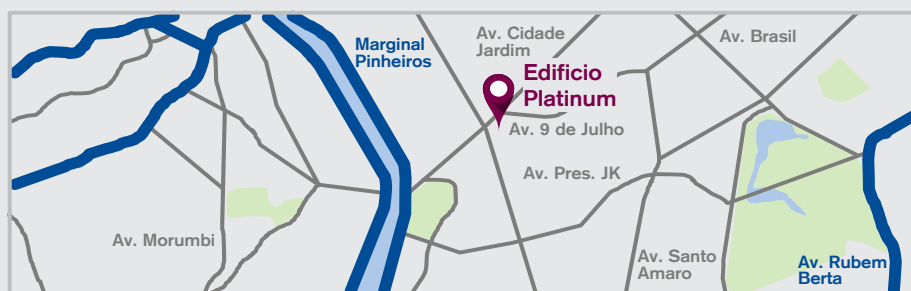 Av. Cidade
Jardim
Av. Brasil
Marginal
Pinheiros
Edificio
Platinum
Av. 9 de Julho
Av. Pres. JK
Av. Morumbi
Av. Santo
Amaro
Av. Rubem
Berta